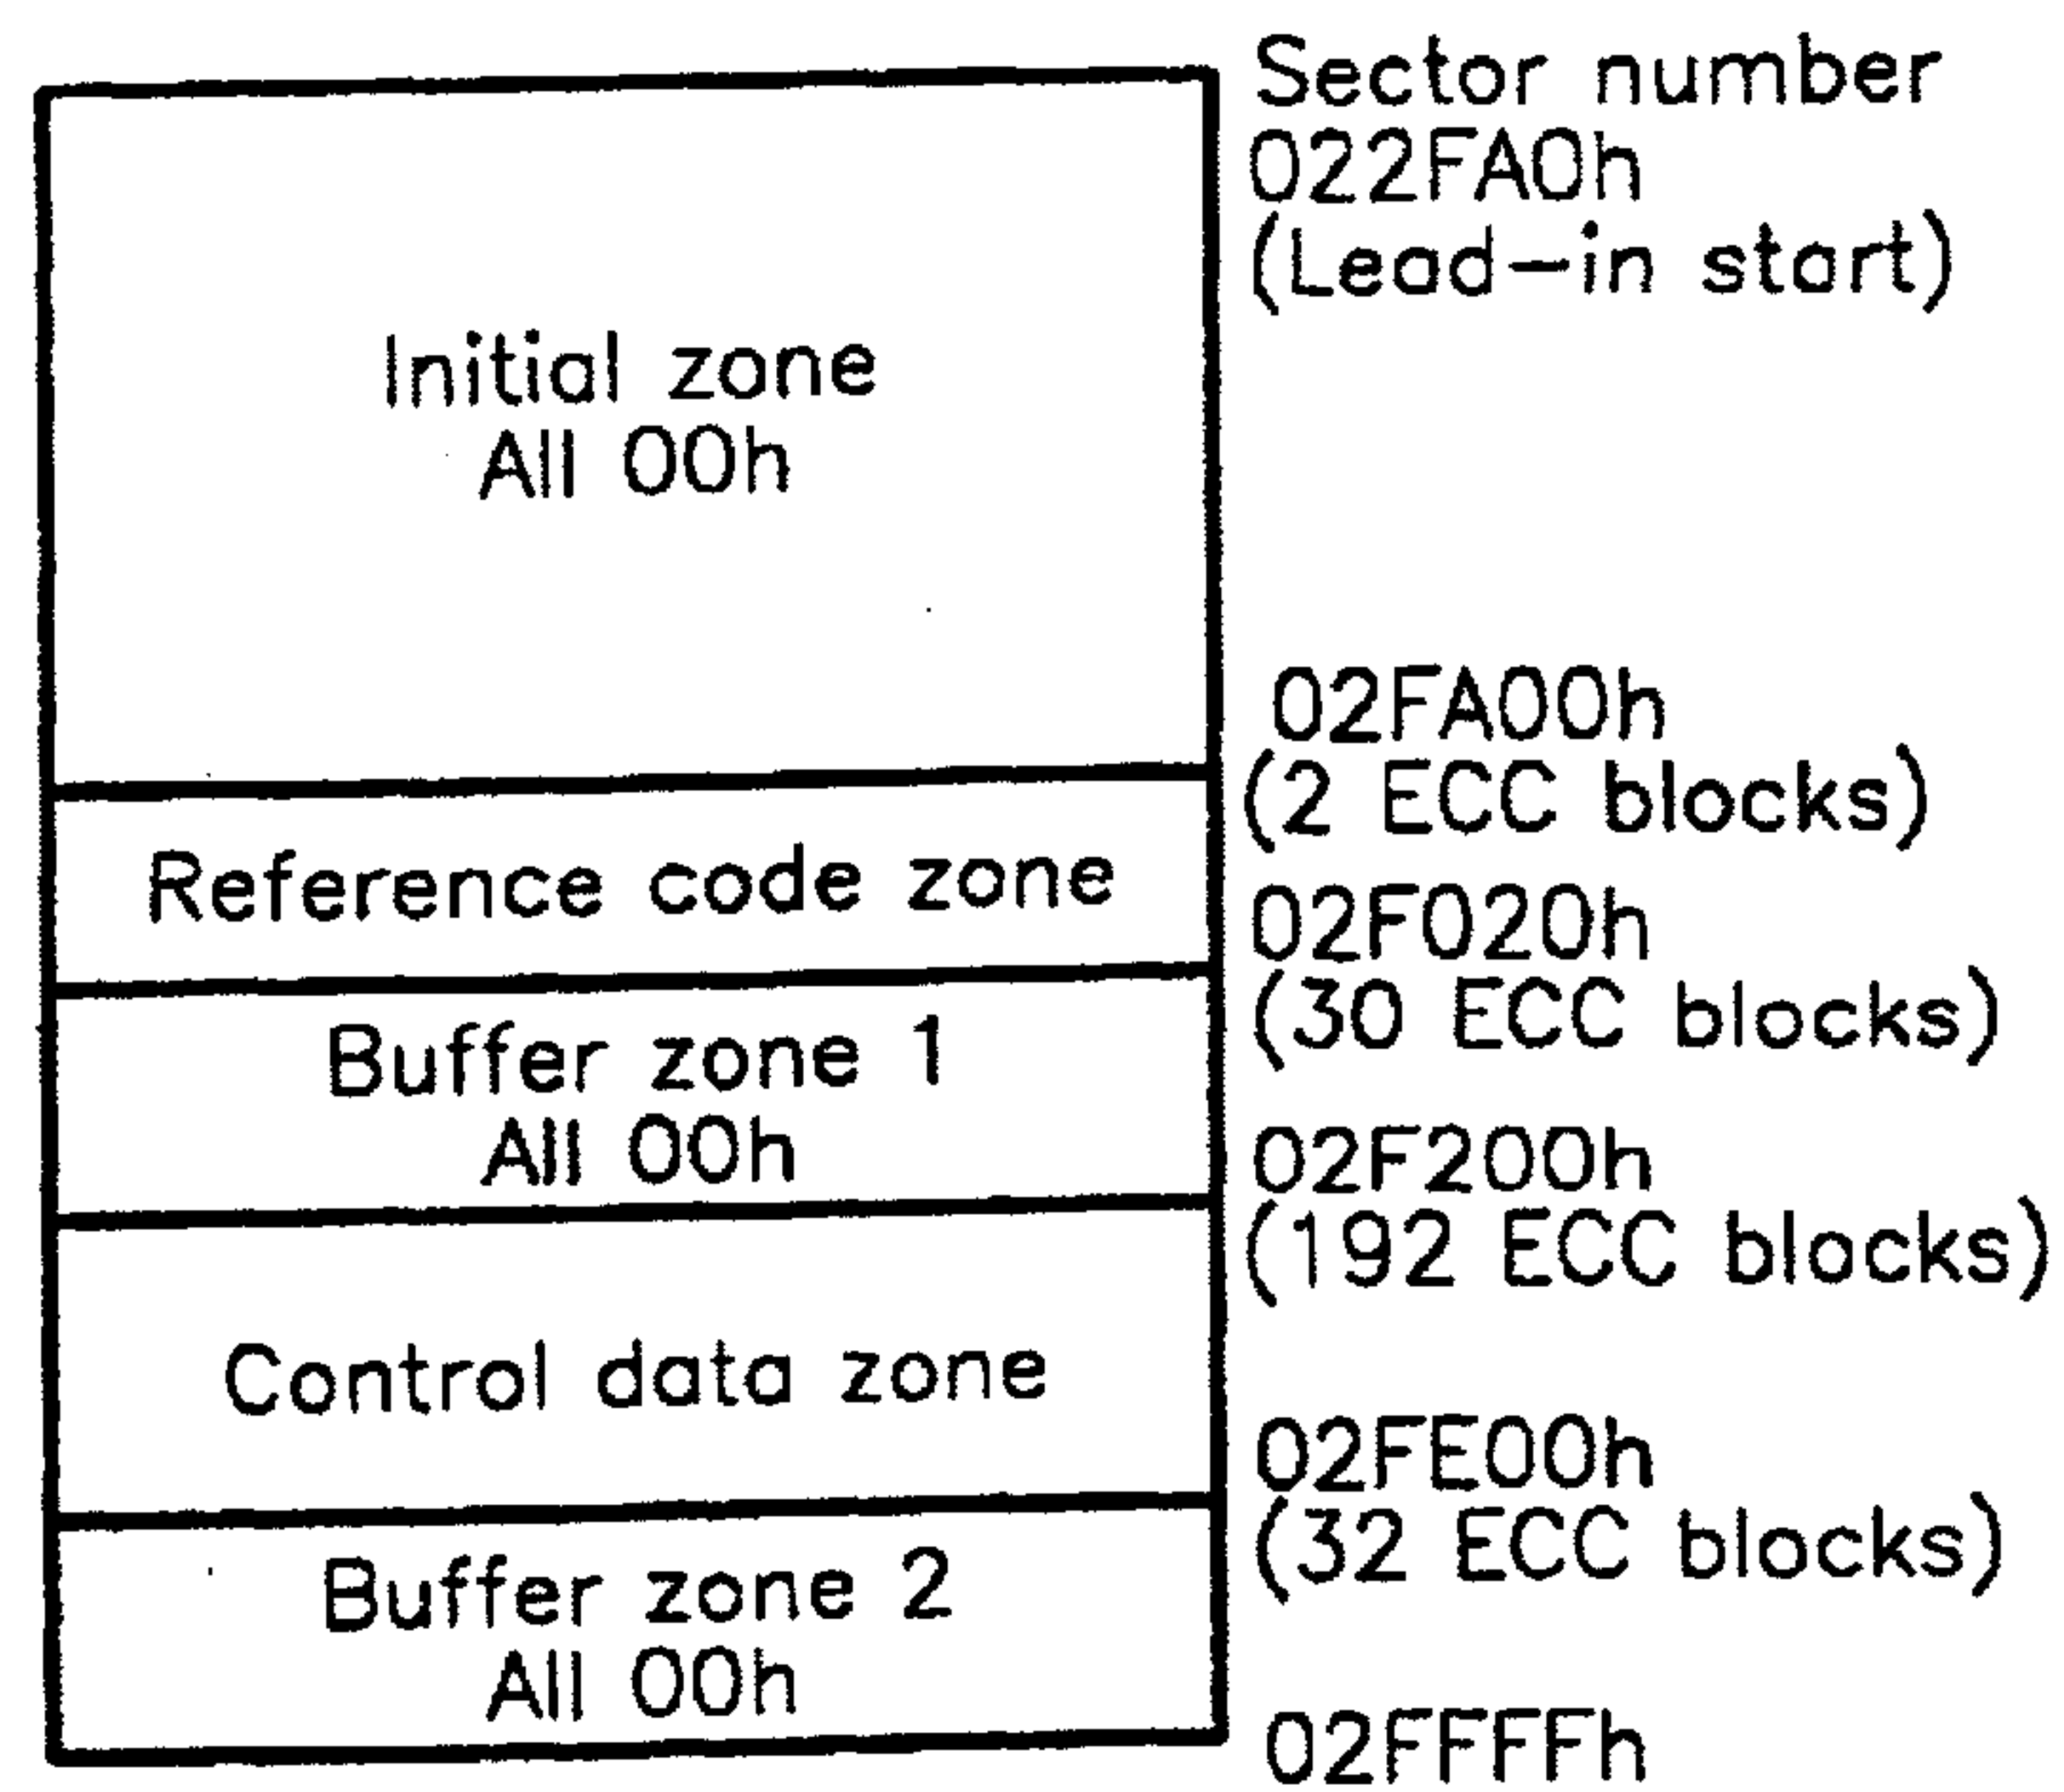 Sector number
022FA0h
(Lead-in start)
Initial zone
All 00h
02FA00h
(2 ECC blocks)
Reference code zone
02F020h
(30 ECC blocks)
Buffer zone 1
All 00h
02F200h
(192 ECC blocks)
Control data zone
02FE00h
(32 ECC blocks)
Buffer zone 2
All 00h
02FFFFh